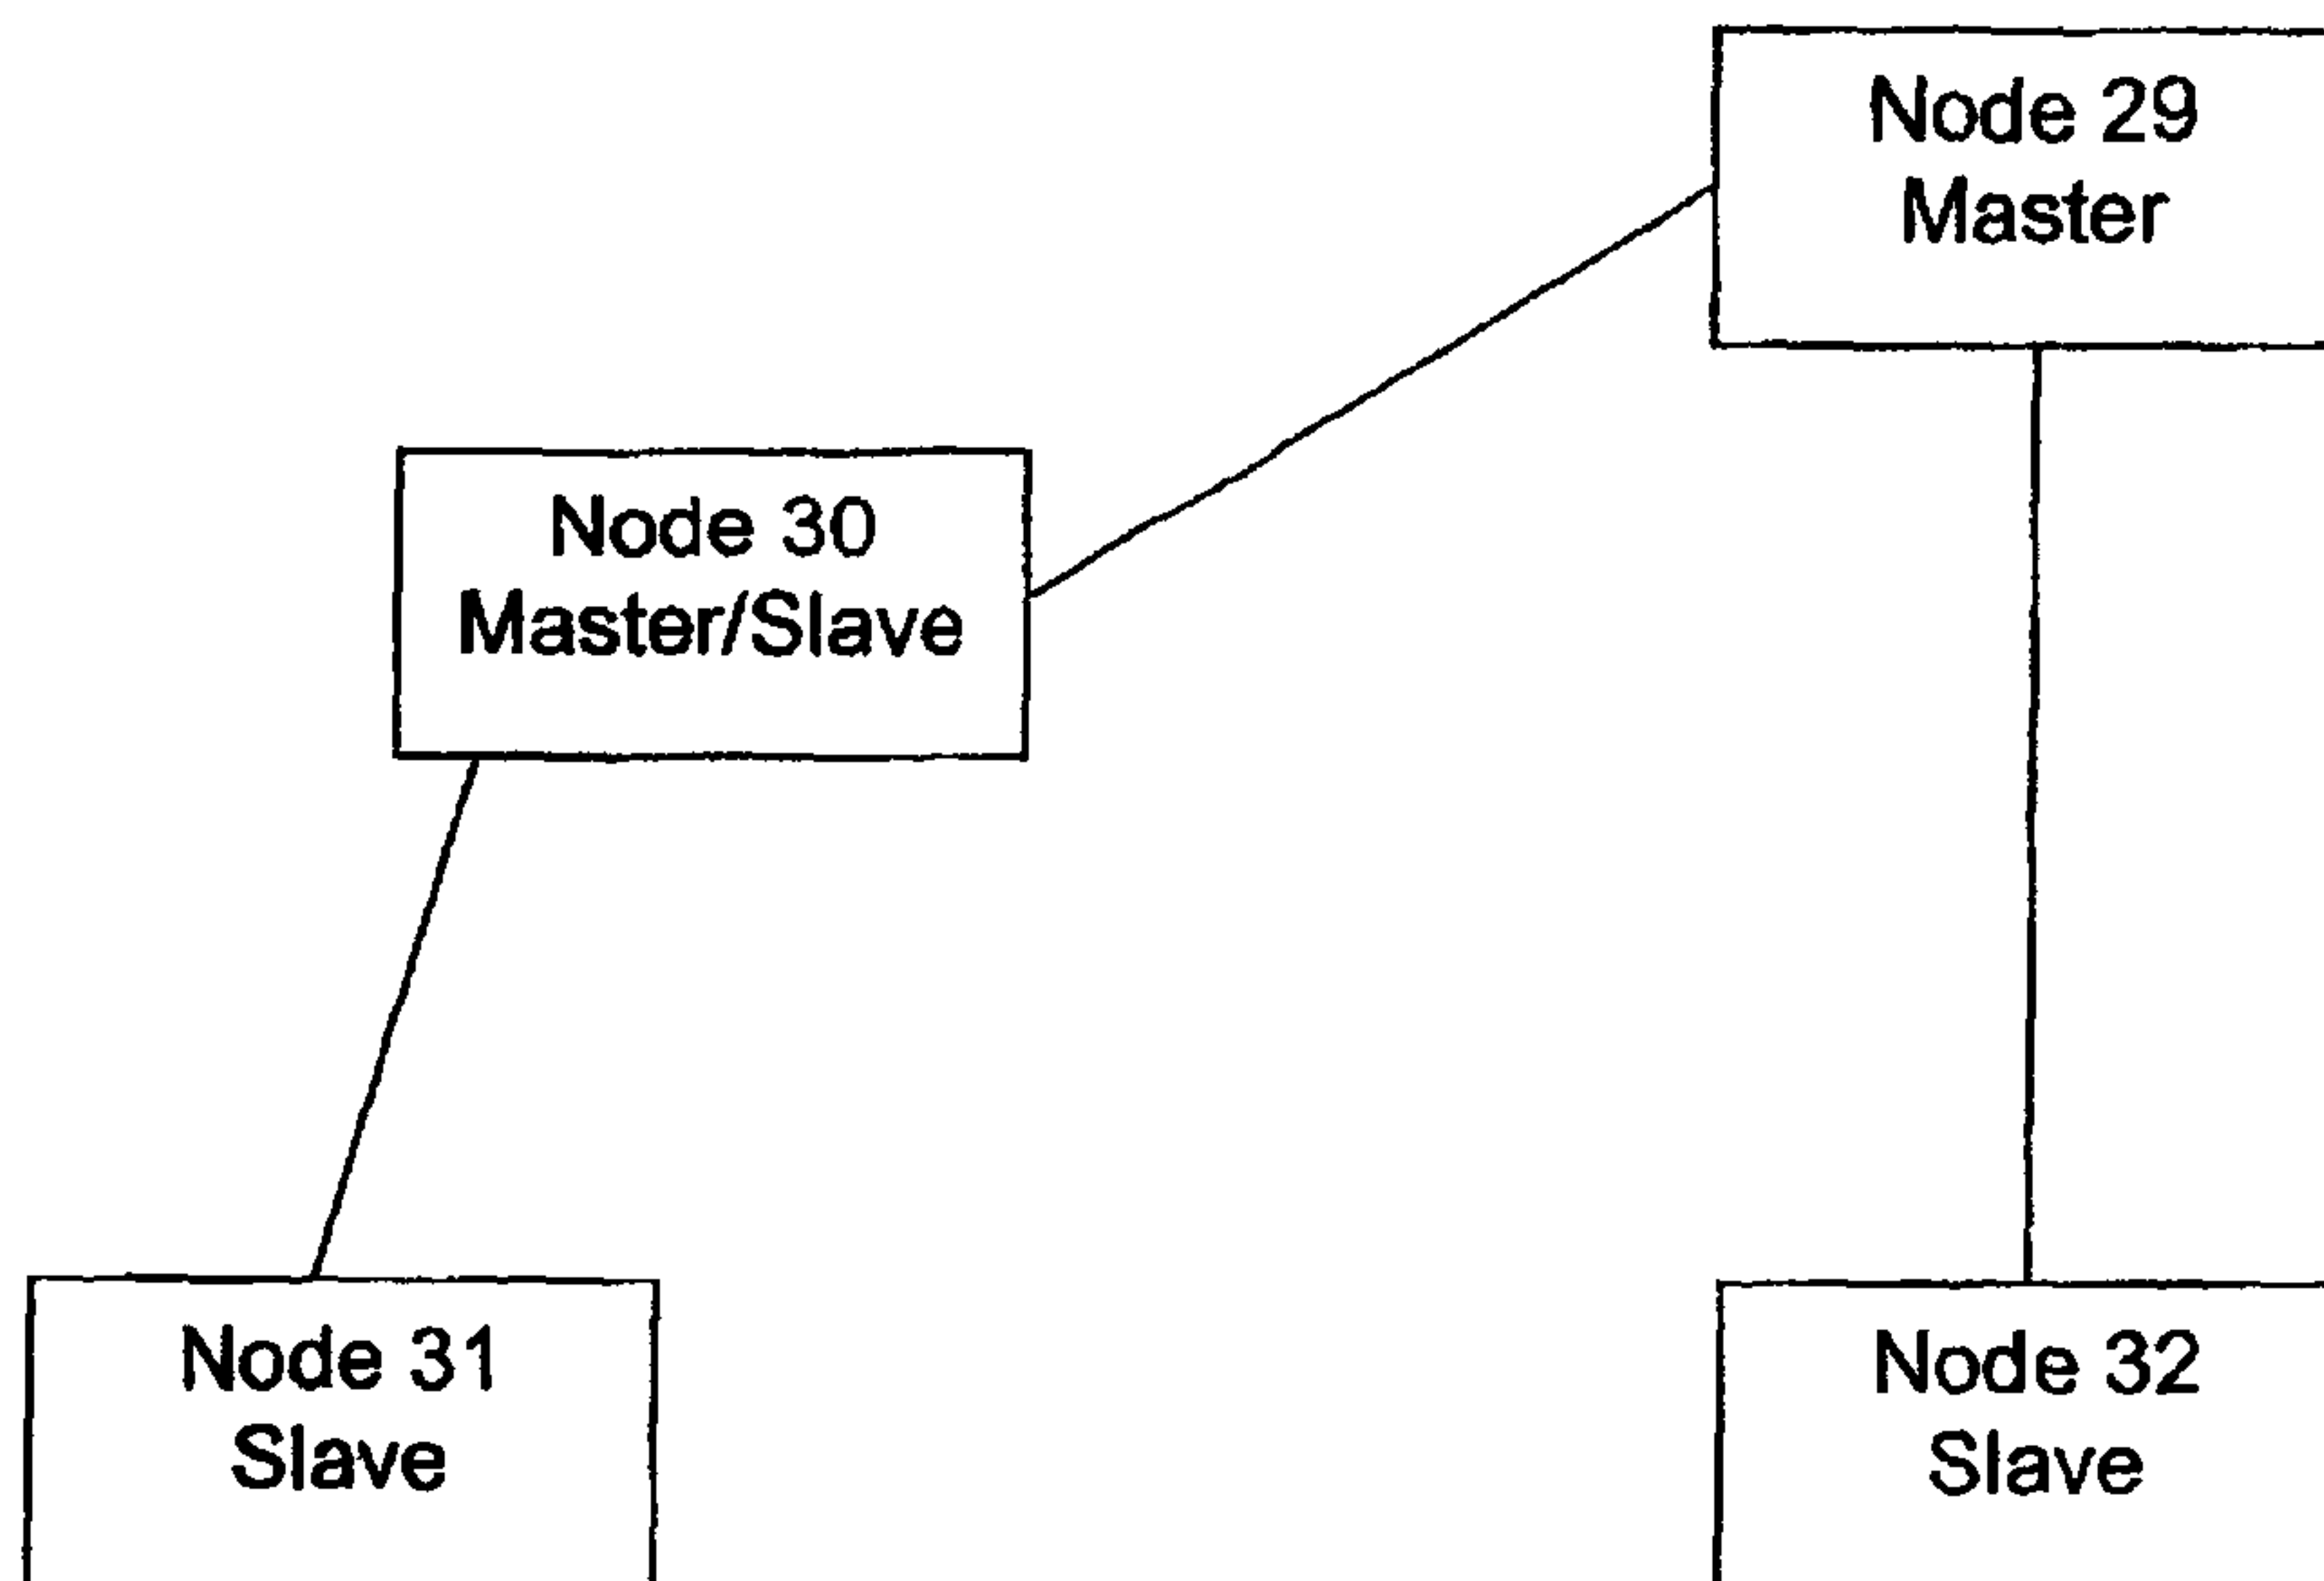 Node 29
Master
Node 30
Master/Slave
Node 31
Slave
Node 32
Slave